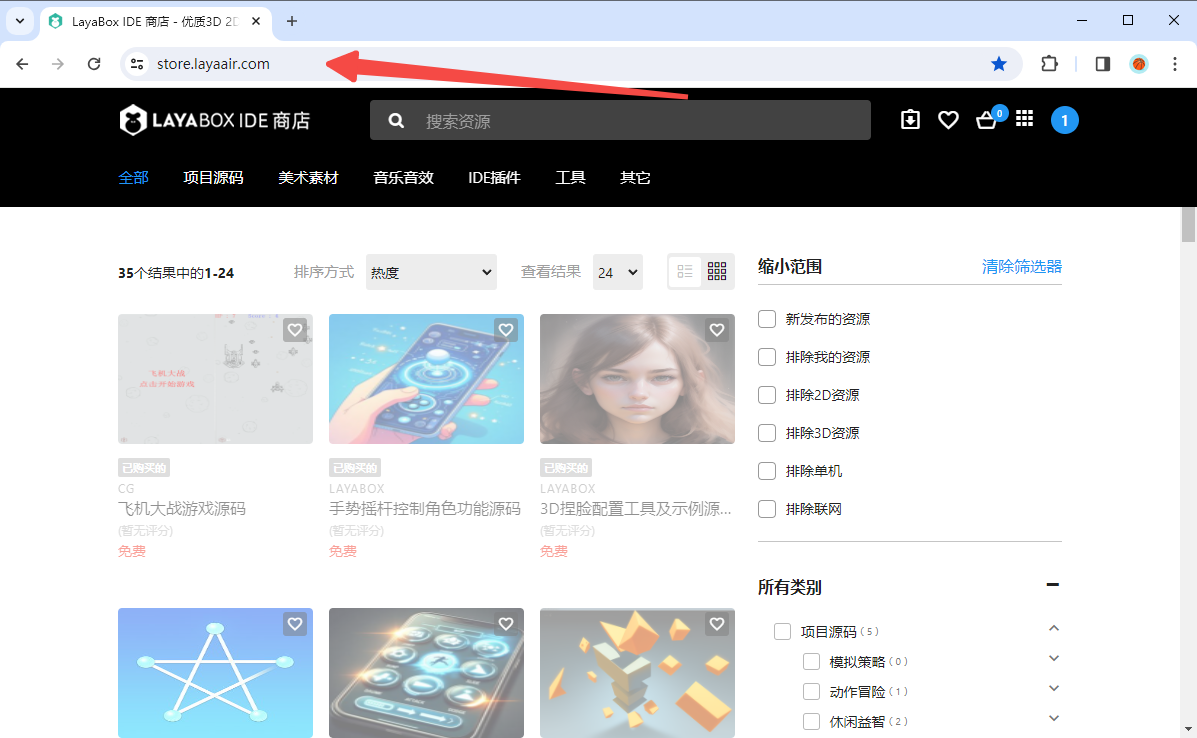 LayaBox IDE 商店 - 优质3D 2D
store.layaair.com
LAYABOX IDE 商店
搜索资源
0
1
全部 项目源码 美术素材 音乐音效 IDE插件 工具 其它
35个结果中的1-24 排序方式 热度 查看结果 24
缩小范围 清除筛选器
新发布的资源
排除我的资源
排除2D资源
排除3D资源
排除单机
排除联网
飞机大战
点击开始游戏
已购买的 已购买的 已购买的
CG LAYABOX LAYABOX
飞机大战游戏源码 手势摇杆控制角色功能源码 3D捏脸配置工具及示例源...
(暂无评分) (暂无评分) (暂无评分)
免费 免费 免费
所有类别
项目源码 (5)
模拟策略 (0)
动作冒险 (1)
休闲益智 (2)